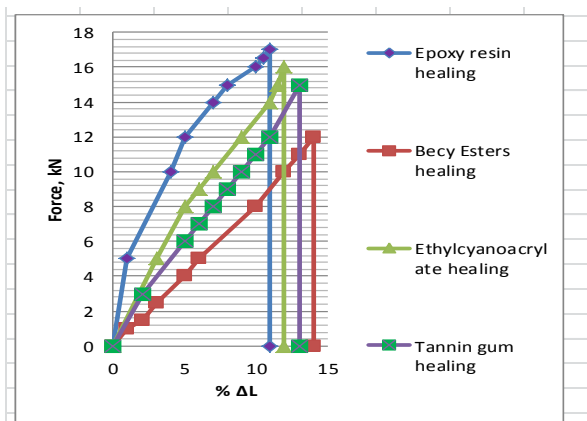 18
16
14
12
10
8
6
4
2
0
Force, kN
0 5 10 15
% ΔL
Epoxy resin
healing
Becy Esters
healing
Ethylcyanoacryl
ate healing
Tannin gum
healing